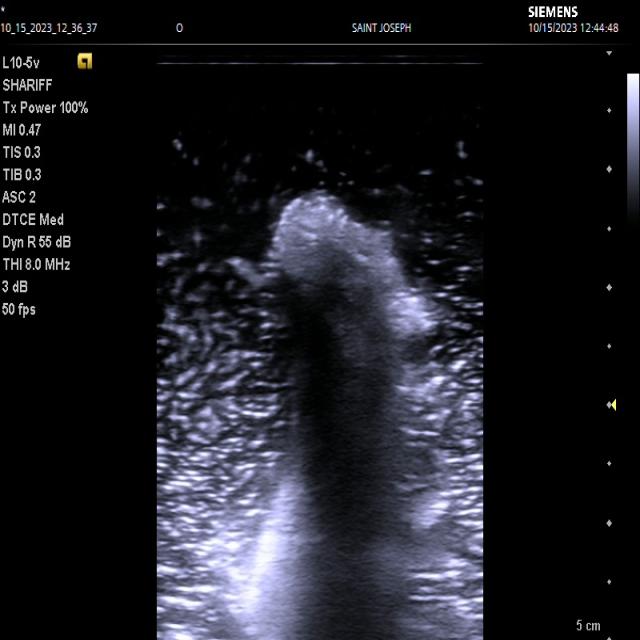 *
SIEMENS
10_15_2023_12_36_37 O SAINT JOSEPH 10/15/2023 12:44:48
L10-5v
SHARIFF
Tx Power 100%
MI 0.47
TIS 0.3
TIB 0.3
ASC 2
DTCE Med
Dyn R 55 dB
THI 8.0 MHz
3 dB
50 fps
5 cm